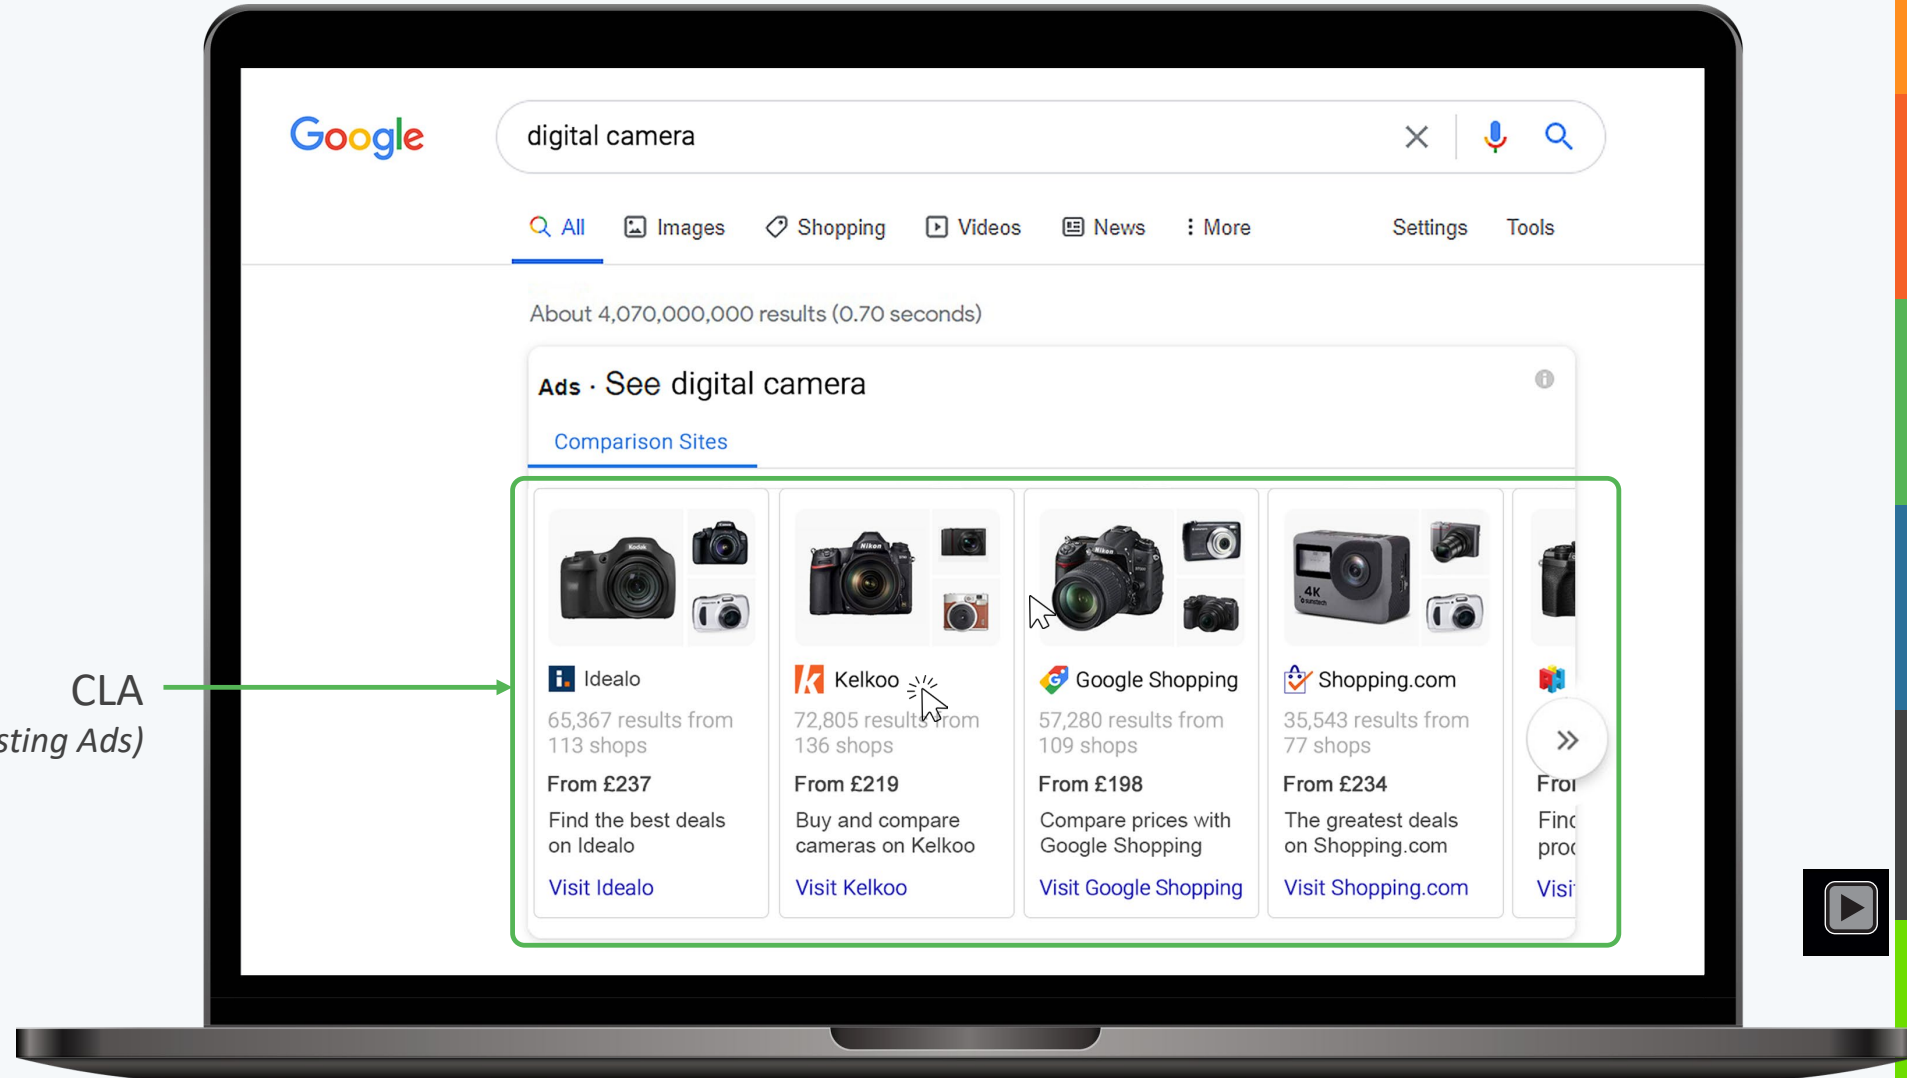 Google
digital camera
All Images Shopping Videos News More Settings Tools
About 4,070,000,000 results (0.70 seconds)
Ads · See digital camera
Comparison Sites
Kodak
Nikon
Nikon
4K
CLA
sting Ads)
Idealo
65,367 results from
113 shops
From £237
Find the best deals
on Idealo
Visit Idealo
Kelkoo
72,805 results from
136 shops
From £219
Buy and compare
cameras on Kelkoo
Visit Kelkoo
Google Shopping
57,280 results from
109 shops
From £198
Compare prices with
Google Shopping
Visit Google Shopping
Shopping.com
35,543 results from
77 shops
From £234
The greatest deals
on Shopping.com
Visit Shopping.com